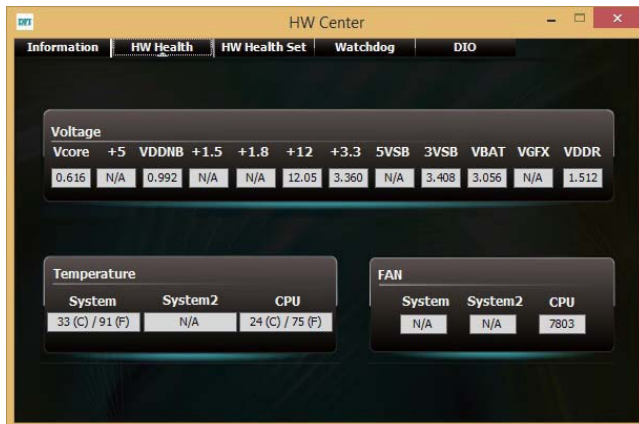 DFI
HW Center
Information HW Health HW Health Set Watchdog DIO
Voltage
Vcore +5 VDDNB +1.5 +1.8 +12 +3.3 5VSB 3VSB VBAT VGFX VDDR
0.616 N/A 0.992 N/A N/A 12.05 3.360 N/A 3.408 3.056 N/A 1.512
Temperature
System System2 CPU
33 (C) / 91 (F) N/A 24 (C) / 75 (F)
FAN
System System2 CPU
N/A N/A 7803